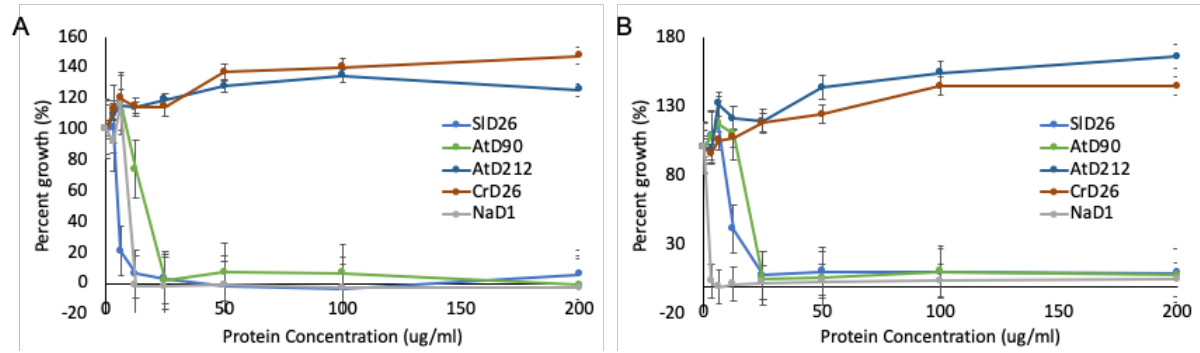 A
Percent growth (%)
160
140
120
100
80
60
40
20
0
-20
0
50
100
150
200
SlD26
AtD90
AtD212
CrD26
NaD1
Protein Concentration (ug/ml)
B
Percent growth (%)
180
130
80
30
-20
0
50
100
150
200
SlD26
AtD90
AtD212
CrD26
NaD1
Protein Concentration (ug/ml)